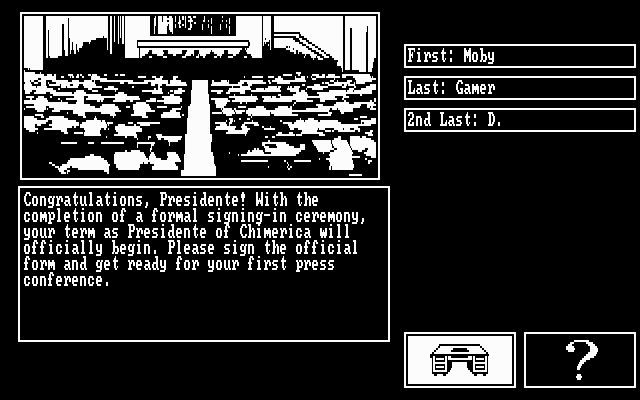 Congratulations, Presidente! With the
completion of a formal signing-in ceremony,
your term as Presidente of Chimerica will
officially begin. Please sign the official
form and get ready for your first press
conference.
First: Moby
Last: Gamer
2nd Last: D.
?